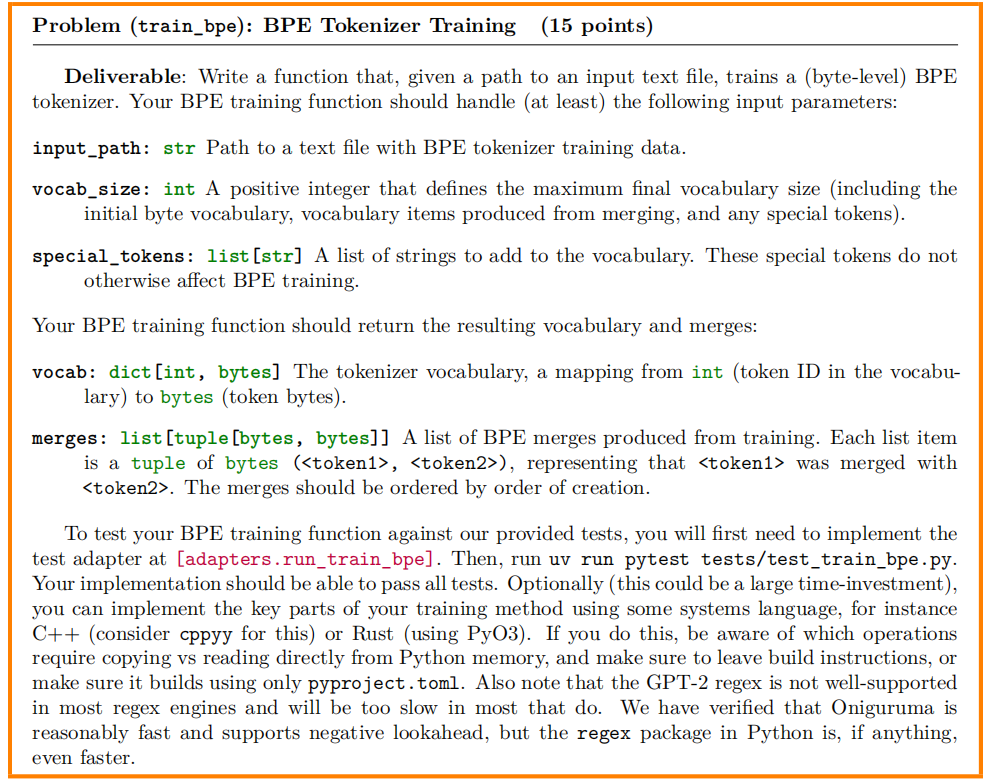 Problem (train_bpe): BPE Tokenizer Training (15 points)
Deliverable: Write a function that, given a path to an input text file, trains a (byte-level) BPE
tokenizer. Your BPE training function should handle (at least) the following input parameters:
input_path: str Path to a text file with BPE tokenizer training data.
vocab_size: int A positive integer that defines the maximum final vocabulary size (including the
initial byte vocabulary, vocabulary items produced from merging, and any special tokens).
special_tokens: list[str] A list of strings to add to the vocabulary. These special tokens do not
otherwise affect BPE training.
Your BPE training function should return the resulting vocabulary and merges:
vocab: dict[int, bytes] The tokenizer vocabulary, a mapping from int (token ID in the vocabu-
lary) to bytes (token bytes).
merges: list[tuple[bytes, bytes]] A list of BPE merges produced from training. Each list item
is a tuple of bytes (<token1>, <token2>), representing that <token1> was merged with
<token2>. The merges should be ordered by order of creation.
To test your BPE training function against our provided tests, you will first need to implement the
test adapter at [adapters.run_train_bpe]. Then, run uv run pytest tests/test_train_bpe.py.
Your implementation should be able to pass all tests. Optionally (this could be a large time-investment),
you can implement the key parts of your training method using some systems language, for instance
C++ (consider cppyy for this) or Rust (using PyO3). If you do this, be aware of which operations
require copying vs reading directly from Python memory, and make sure to leave build instructions, or
make sure it builds using only pyproject.toml. Also note that the GPT-2 regex is not well-supported
in most regex engines and will be too slow in most that do. We have verified that Oniguruma is
reasonably fast and supports negative lookahead, but the regex package in Python is, if anything,
even faster.